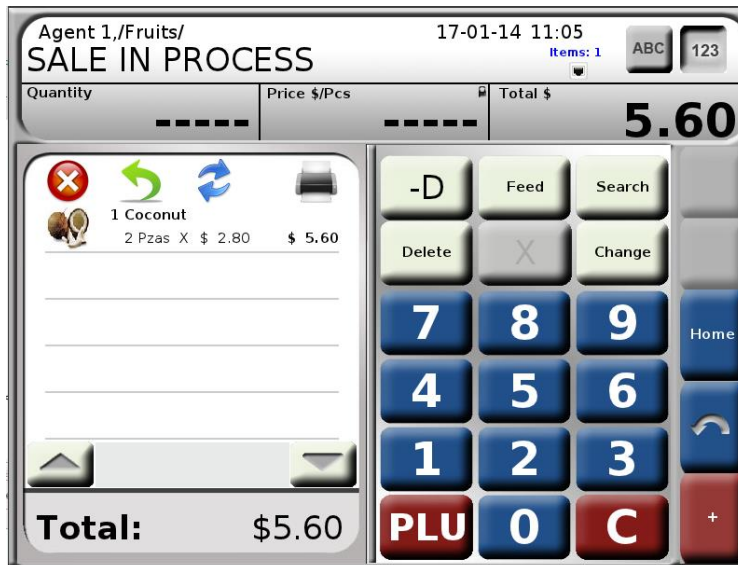 Agent 1,/Fruits/
17-01-14 11:05
SALE IN PROCESS
Items: 1
ABC
123
Quantity
Price $/Pcs
Total $
-----
-----
5.60
1 Coconut
2 Pzas X $ 2.80 $ 5.60
Total: $5.60
-D Feed Search
Delete X Change
7 8 9
Home
4 5 6
1 2 3
PLU 0 C
+